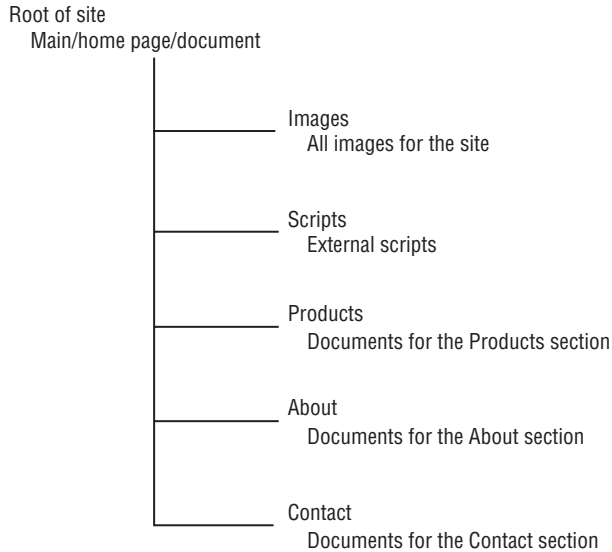 Root of site
Main/home page/document
Images
All images for the site
Scripts
External scripts
Products
Documents for the Products section
About
Documents for the About section
Contact
Documents for the Contact section